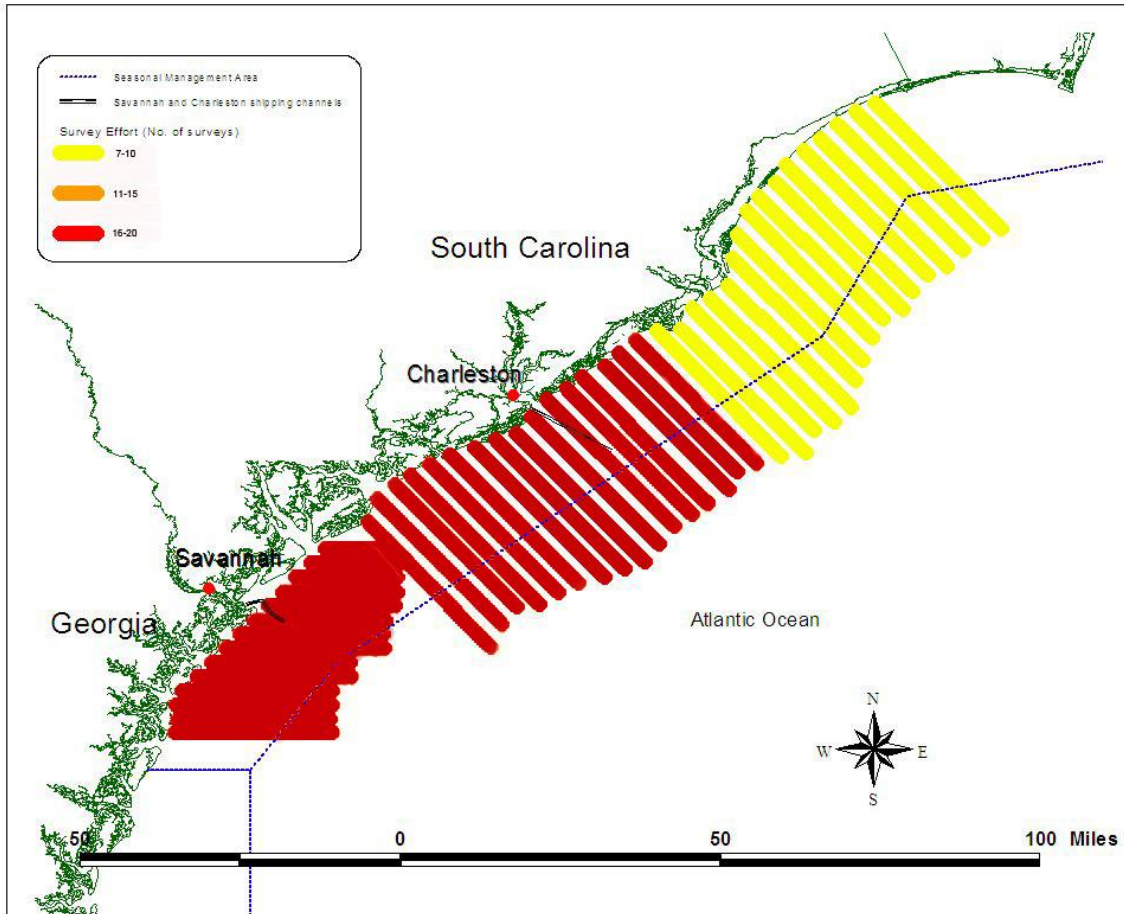 Seasonal Management Area
Savannah and Charleston shipping channels
Survey Effort (No. of surveys)
7-10
11-15
16-20
South Carolina
Charleston
Savannah
Georgia
Atlantic Ocean
N
W E
S
50 0 50 100 Miles